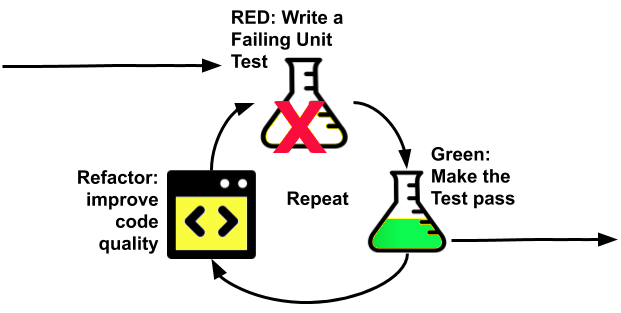 RED: Write a
Failing Unit
Test
Green:
Make the
Test pass
Refactor:
improve
code
quality
Repeat